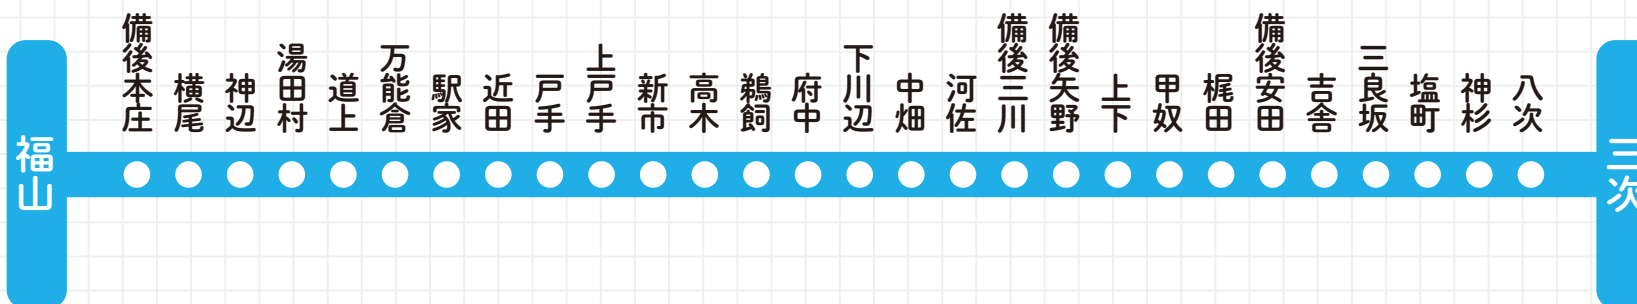 福山
備後本庄
横尾
神辺
湯田村
道上
万能倉
駅家
近田
戸手
上戸手
新市
高木
鵜飼
府中
下川辺
中畑
河佐
備後三川
備後矢野
上下
甲奴
梶田
備後安田
吉舎
三良坂
塩町
神杉
八次
三次